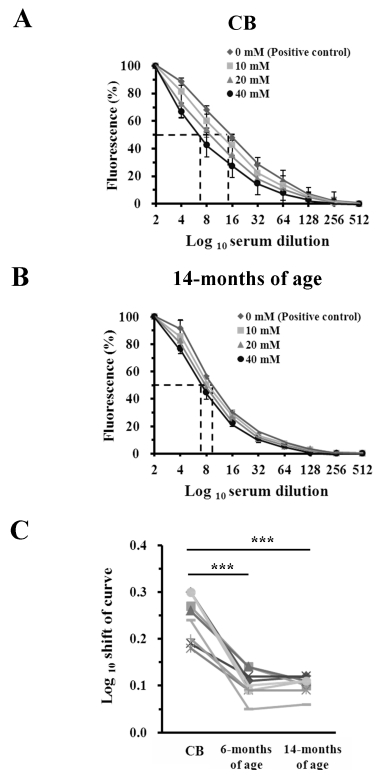 A
CB
0 mM (Positive control)
10 mM
20 mM
40 mM
Fluorescence (%)
100
80
60
40
20
0
2 4 8 16 32 64 128 256 512
Log 10 serum dilution
B
14-months of age
0 mM (Positive control)
10 mM
20 mM
40 mM
Fluorescence (%)
100
80
60
40
20
0
2 4 8 16 32 64 128 256 512
Log 10 serum dilution
C
Log 10 shift of curve
0.4
0.3
0.2
0.1
0.0
***
***
CB
6-months of age
14-months of age